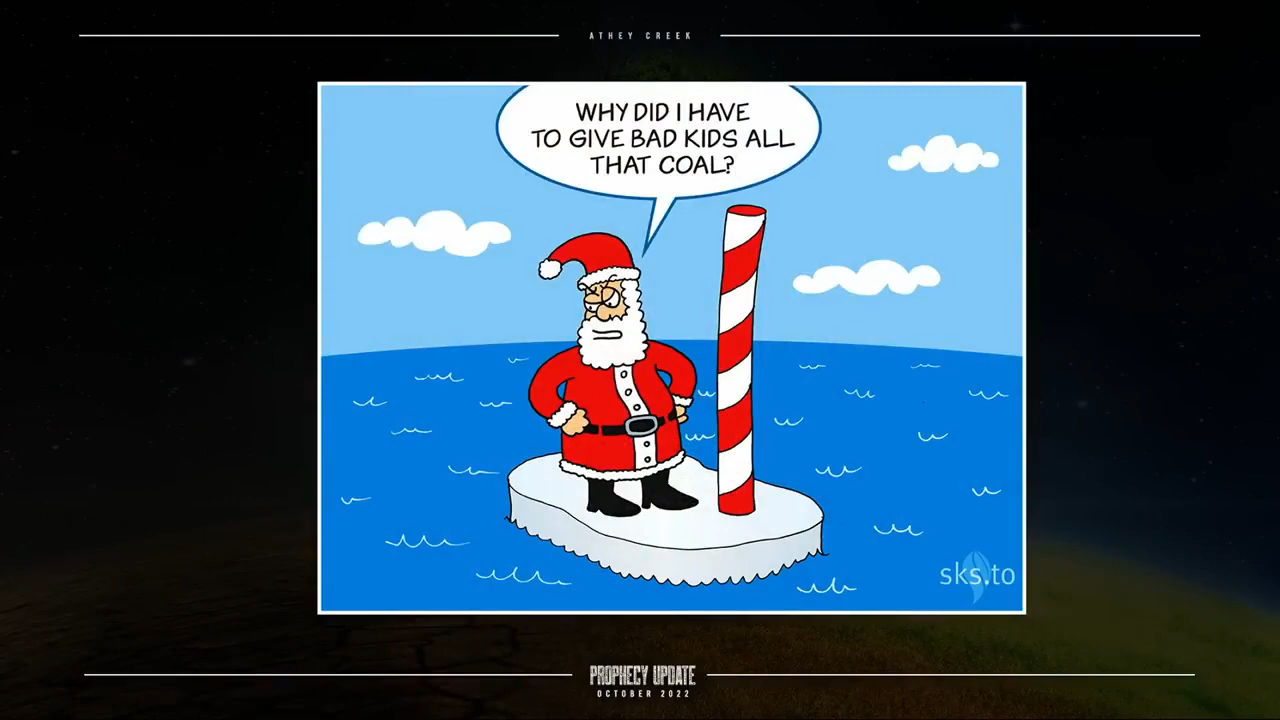 ATHEY CREEK
WHY DID I HAVE
TO GIVE BAD KIDS ALL
THAT COAL?
sks.to
PROPHECY UPDATE
OCTOBER 2022